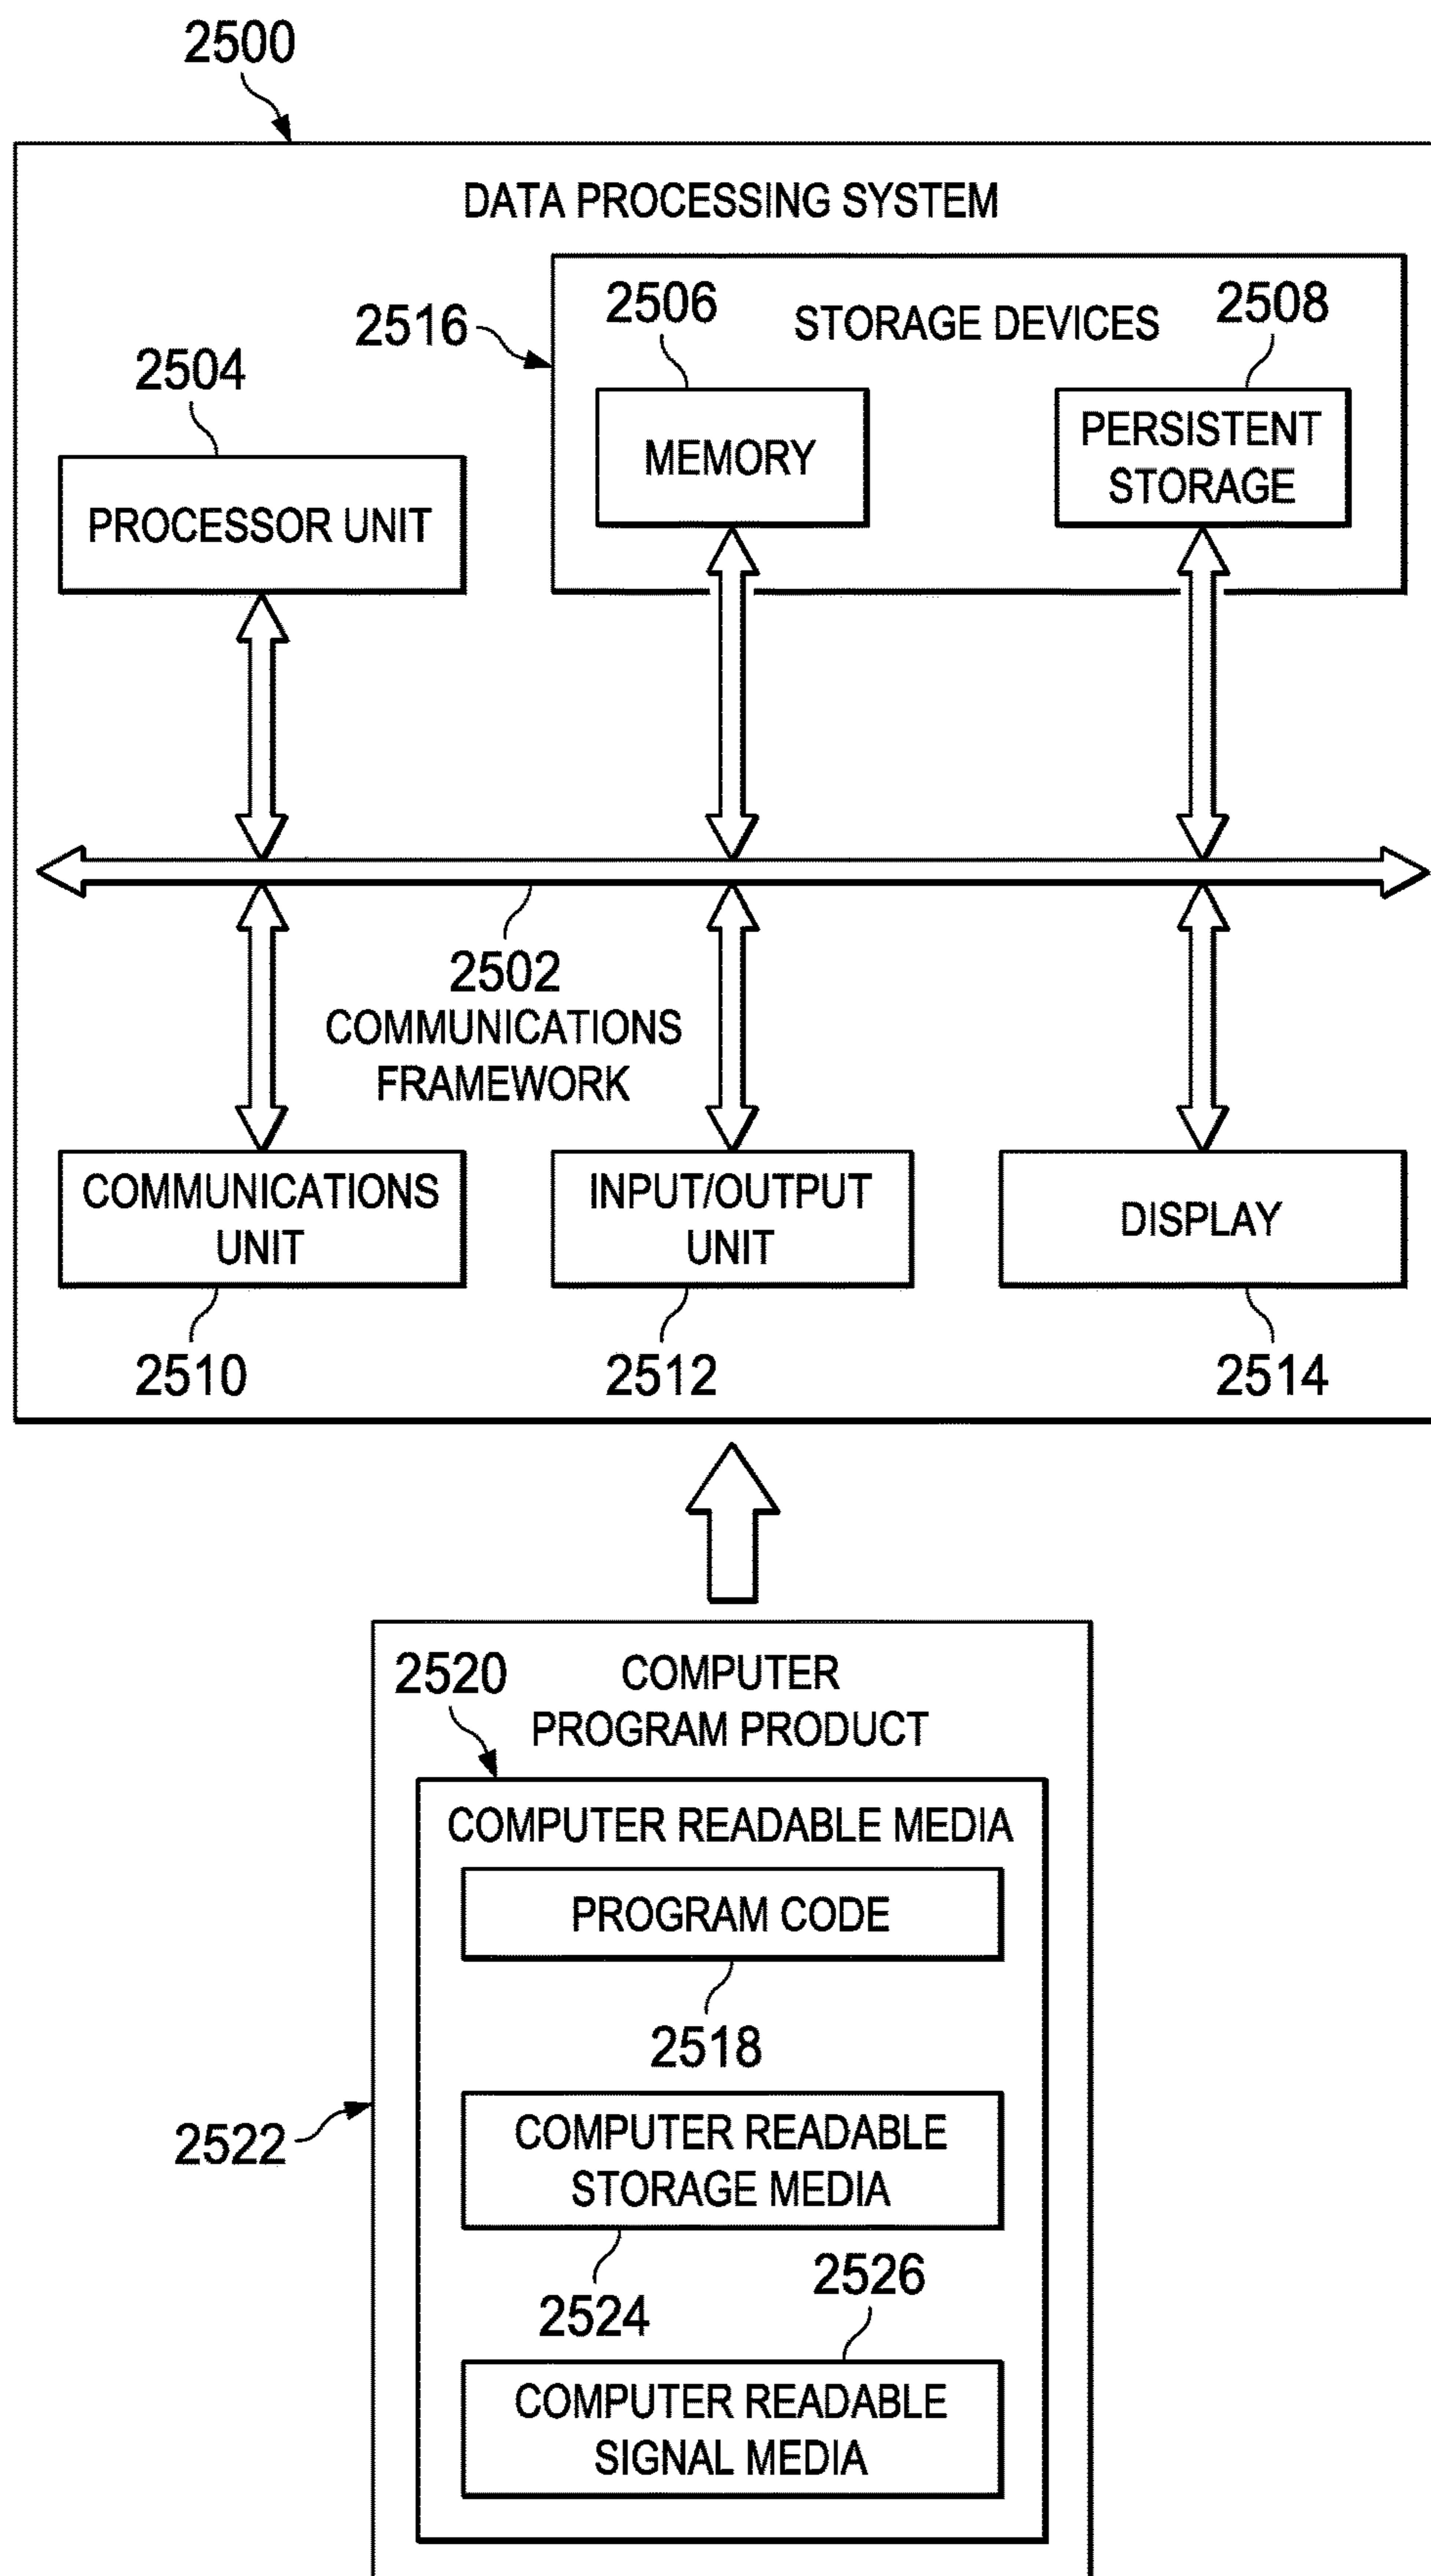 2500
DATA PROCESSING SYSTEM
2516
2506
STORAGE DEVICES
2508
2504
MEMORY
PERSISTENT
STORAGE
PROCESSOR UNIT
2502
COMMUNICATIONS
FRAMEWORK
COMMUNICATIONS
UNIT
INPUT/OUTPUT
UNIT
DISPLAY
2510
2512
2514
2520
COMPUTER
PROGRAM PRODUCT
COMPUTER READABLE MEDIA
PROGRAM CODE
2518
2522
COMPUTER READABLE
STORAGE MEDIA
2524
2526
COMPUTER READABLE
SIGNAL MEDIA